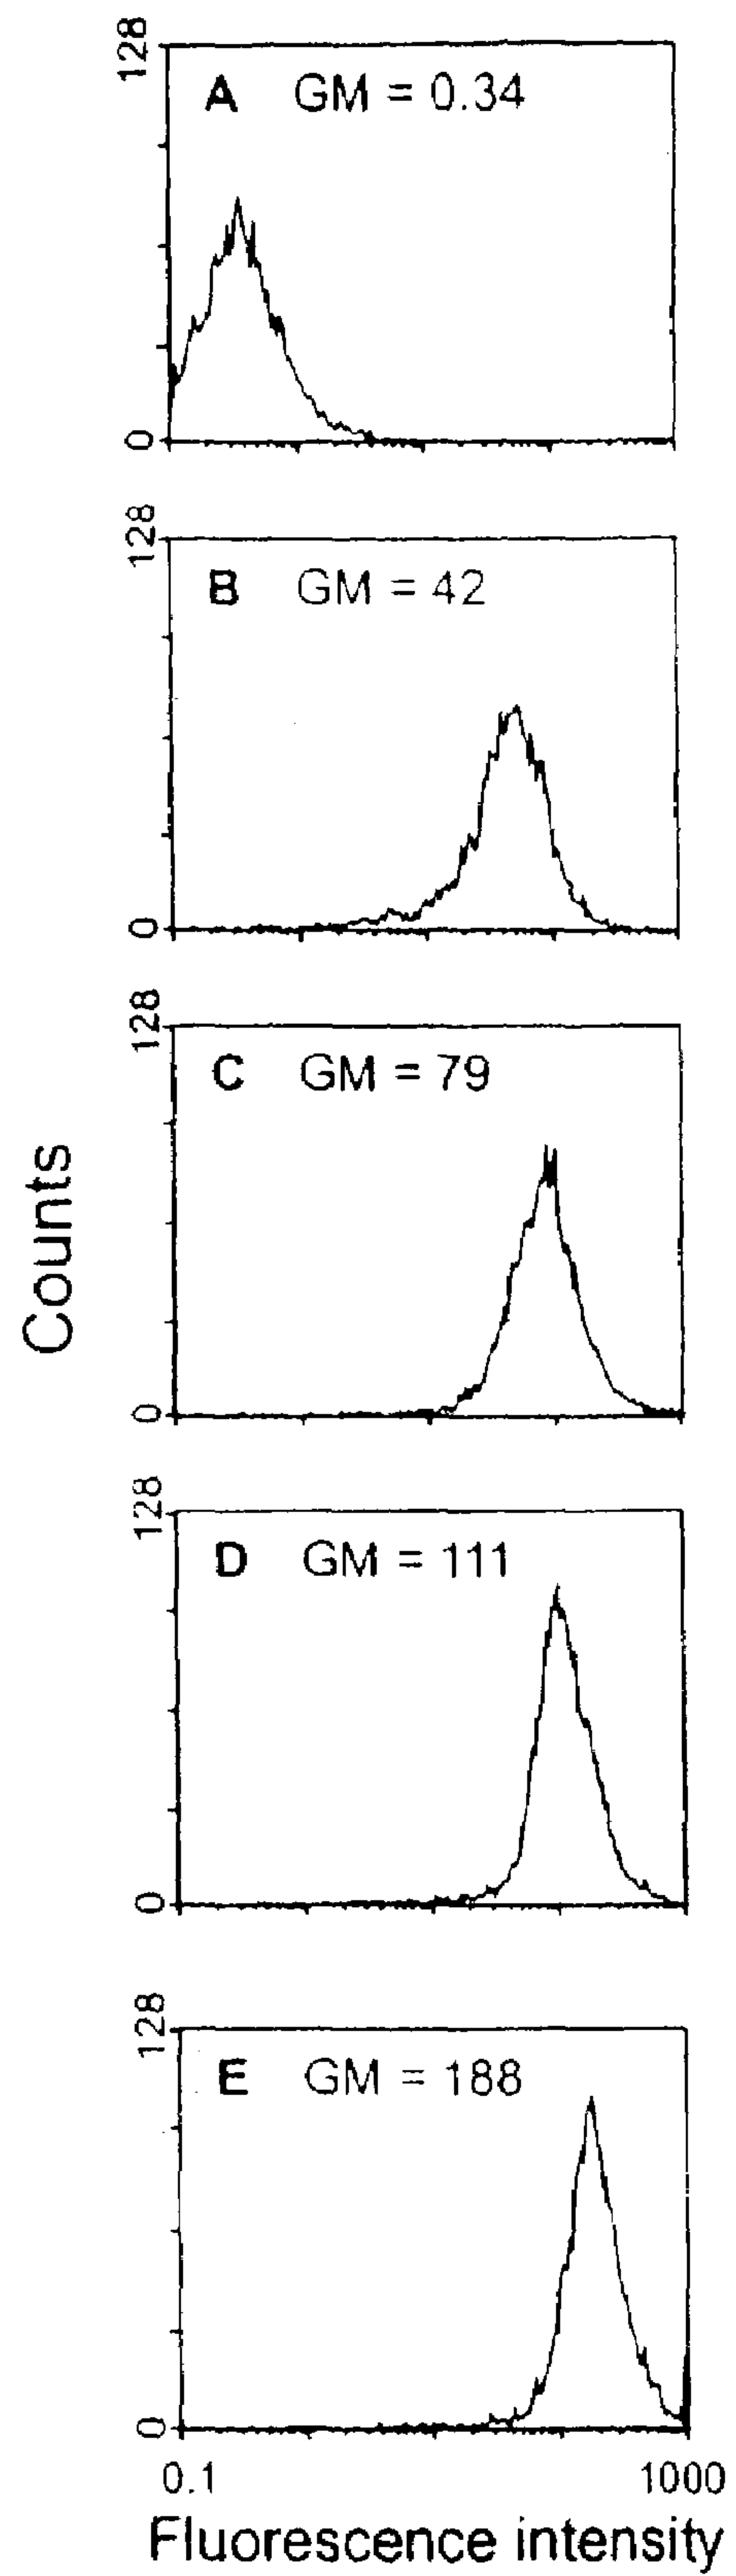 128
A GM = 0.34
0
128
B GM = 42
0
128
C GM = 79
0
Counts
128
D GM = 111
0
128
E GM = 188
0
0.1 1000
Fluorescence intensity